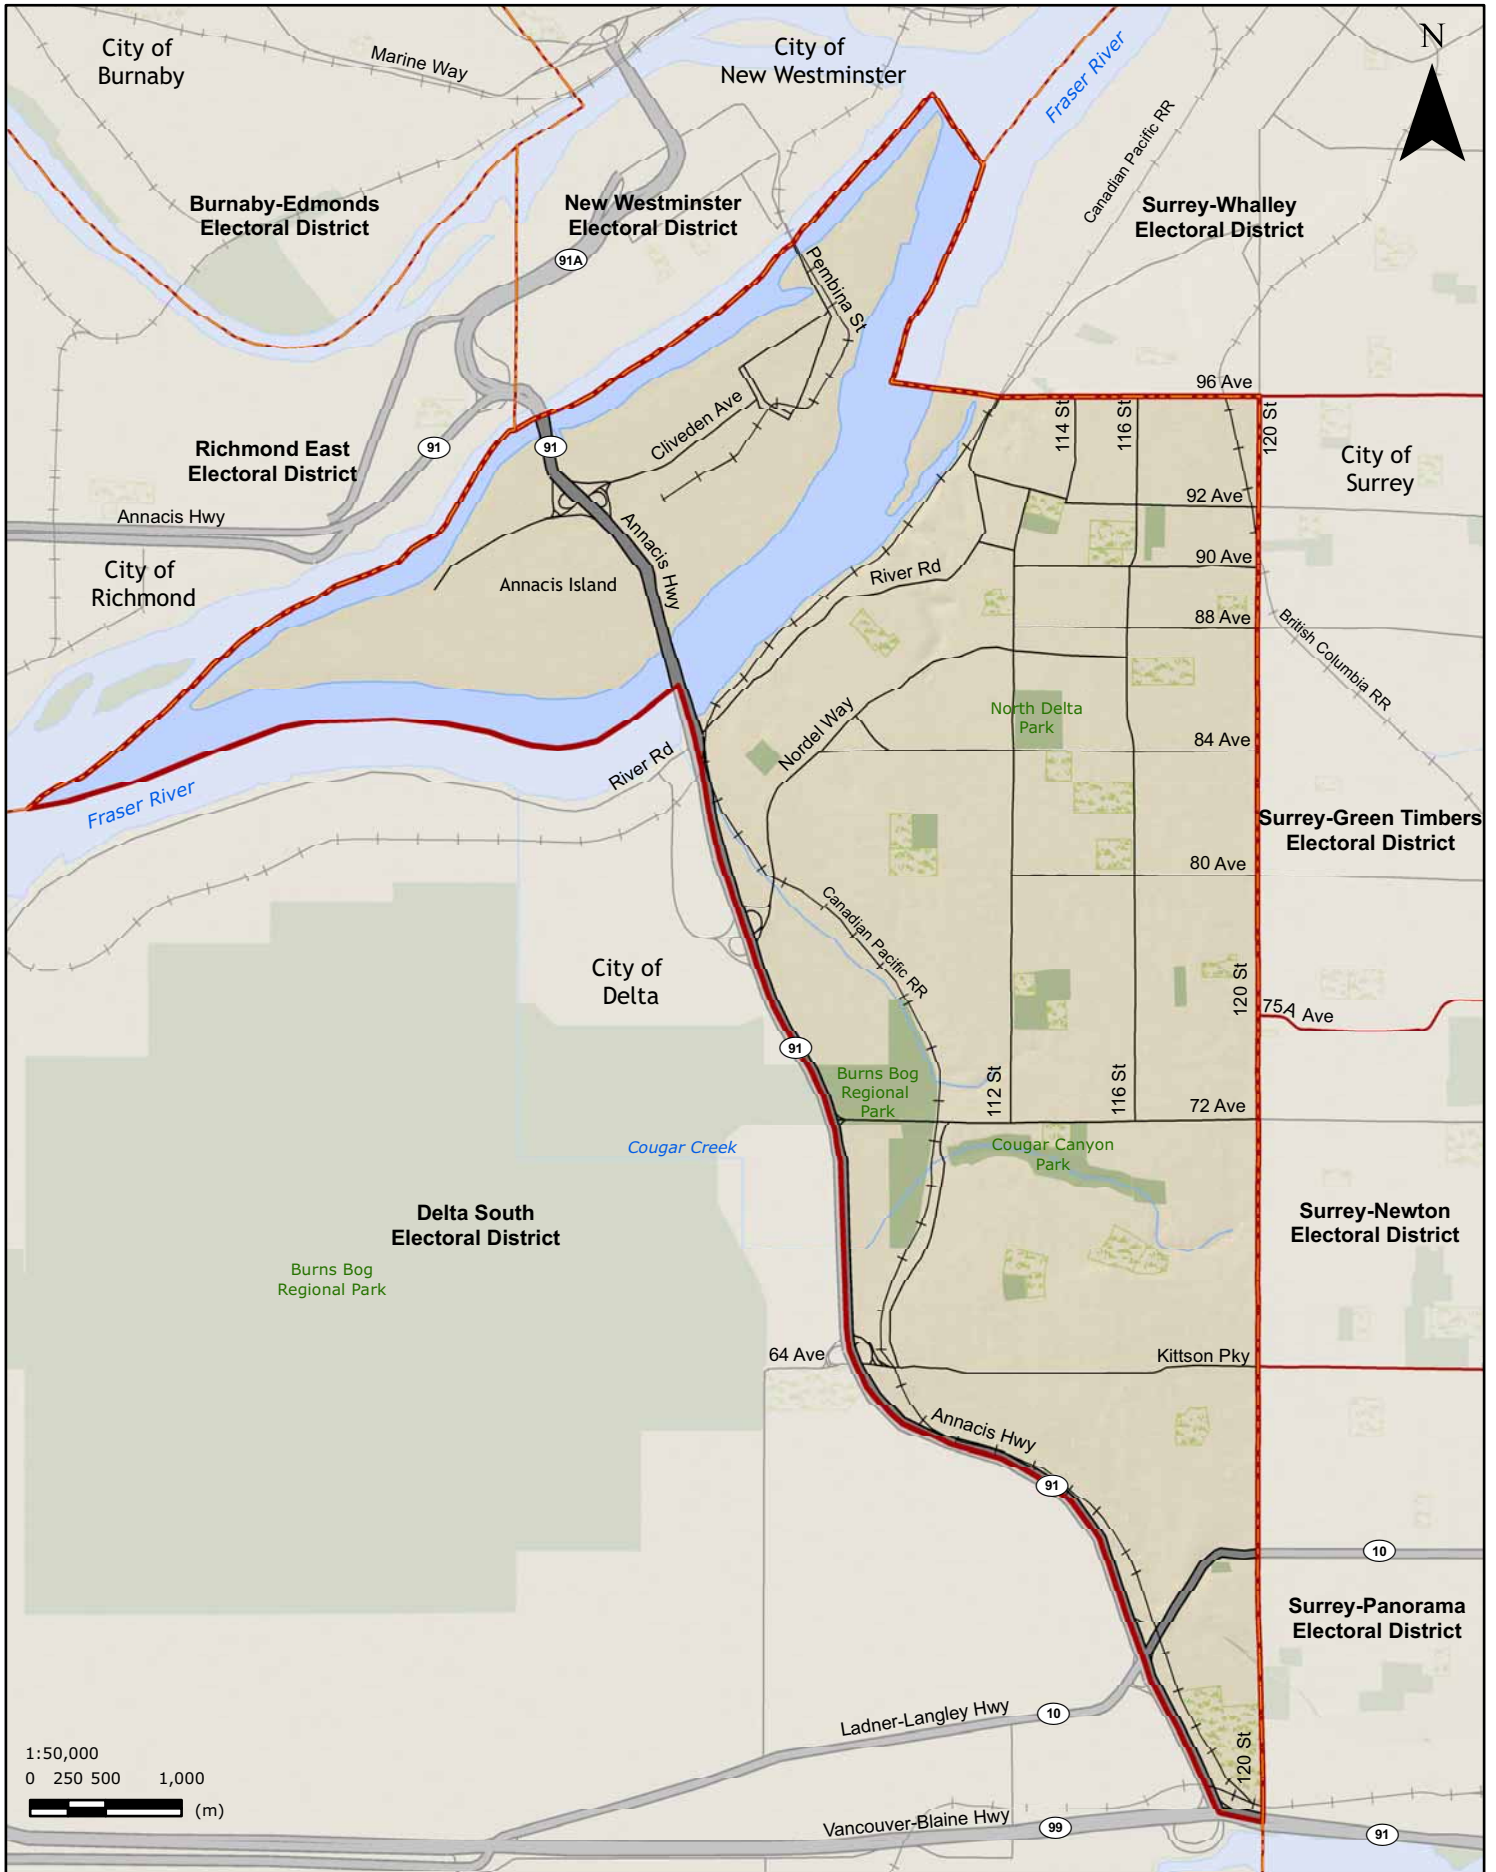 City of
Burnaby
Marine Way
City of
New Westminster
Fraser River
N
Canadian Pacific RR
Burnaby-Edmonds
Electoral District
New Westminster
Electoral District
Surrey-Whalley
Electoral District
91A
Pembina St
96 Ave
Cliveden Ave
114 St
116 St
120 St
Richmond East
Electoral District
91
91
City of
Surrey
92 Ave
Annacis Hwy
Annacis Hwy
90 Ave
City of
Richmond
Annacis Island
River Rd
88 Ave
British Columbia RR
North Delta
Park
Nordel Way
84 Ave
River Rd
Fraser River
Surrey-Green Timbers
Electoral District
80 Ave
Canadian Pacific RR
City of
Delta
120 St
75A Ave
91
Burns Bog
Regional
Park
112 St
116 St
72 Ave
Cougar Creek
Cougar Canyon
Park
Delta South
Electoral District
Surrey-Newton
Electoral District
Burns Bog
Regional Park
64 Ave
Kittson Pky
Annacis Hwy
91
10
Surrey-Panorama
Electoral District
Ladner-Langley Hwy
10
120 St
1:50,000
0 250 500 1,000
(m)
Vancouver-Blaine Hwy
99
91